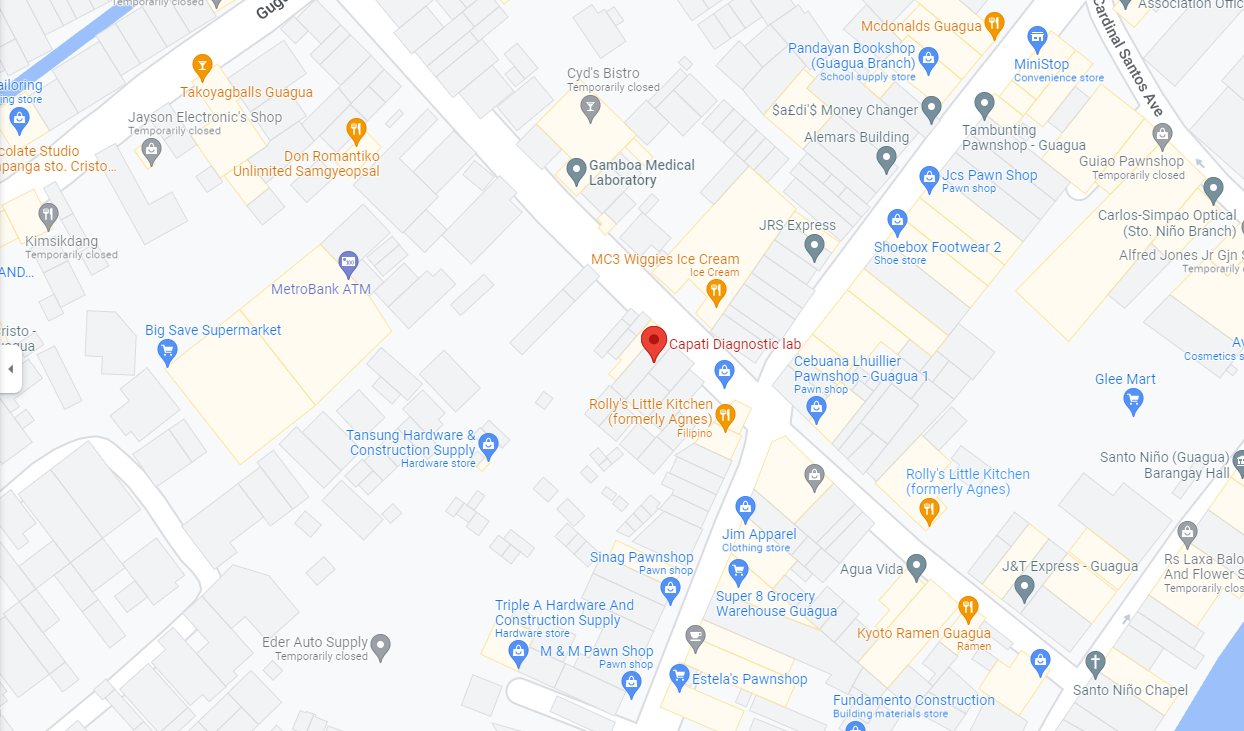 Temporarily closed
Gugu
Association Offic
Mcdonalds Guagua
Cardinal Santos Ave
Pandayan Bookshop
(Guagua Branch)
School supply store
MiniStop
Convenience store
Takoyagballs Guagua
ailoring
ing store
Cyd's Bistro
Temporarily closed
$a£di'$ Money Changer
Jayson Electronic's Shop
Temporarily closed
Alemars Building
Tambunting
Pawnshop - Guagua
colate Studio
mpanga sto. Cristo...
Don Romantiko
Unlimited Samgyeopsal
Gamboa Medical
Laboratory
Guiao Pawnshop
Temporarily closed
Jcs Pawn Shop
Pawn shop
Carlos-Simpao Optical
(Sto. Niño Branch)
JRS Express
Kimsikdang
Temporarily closed
Shoebox Footwear 2
Shoe store
Alfred Jones Jr Gjn S
Temporarily
MC3 Wiggies Ice Cream
Ice Cream
AND...
MetroBank ATM
Big Save Supermarket
risto -
agua
Capati Diagnostic lab
Av
Cosmetics s
Cebuana Lhuillier
Pawnshop - Guagua 1
Pawn shop
Glee Mart
Rolly's Little Kitchen
(formerly Agnes)
Filipino
Tansung Hardware &
Construction Supply
Hardware store
Santo Niño (Guagua)
Barangay Hall
Rolly's Little Kitchen
(formerly Agnes)
Jim Apparel
Clothing store
Sinag Pawnshop
Pawn shop
Agua Vida
J&T Express - Guagua
Rs Laxa Balo
And Flower S
Temporarily clos
Super 8 Grocery
Warehouse Guagua
Triple A Hardware And
Construction Supply
Hardware store
Kyoto Ramen Guagua
Ramen
Eder Auto Supply
Temporarily closed
M & M Pawn Shop
Pawn shop
Estela's Pawnshop
Santo Niño Chapel
Fundamento Construction
Building materials store